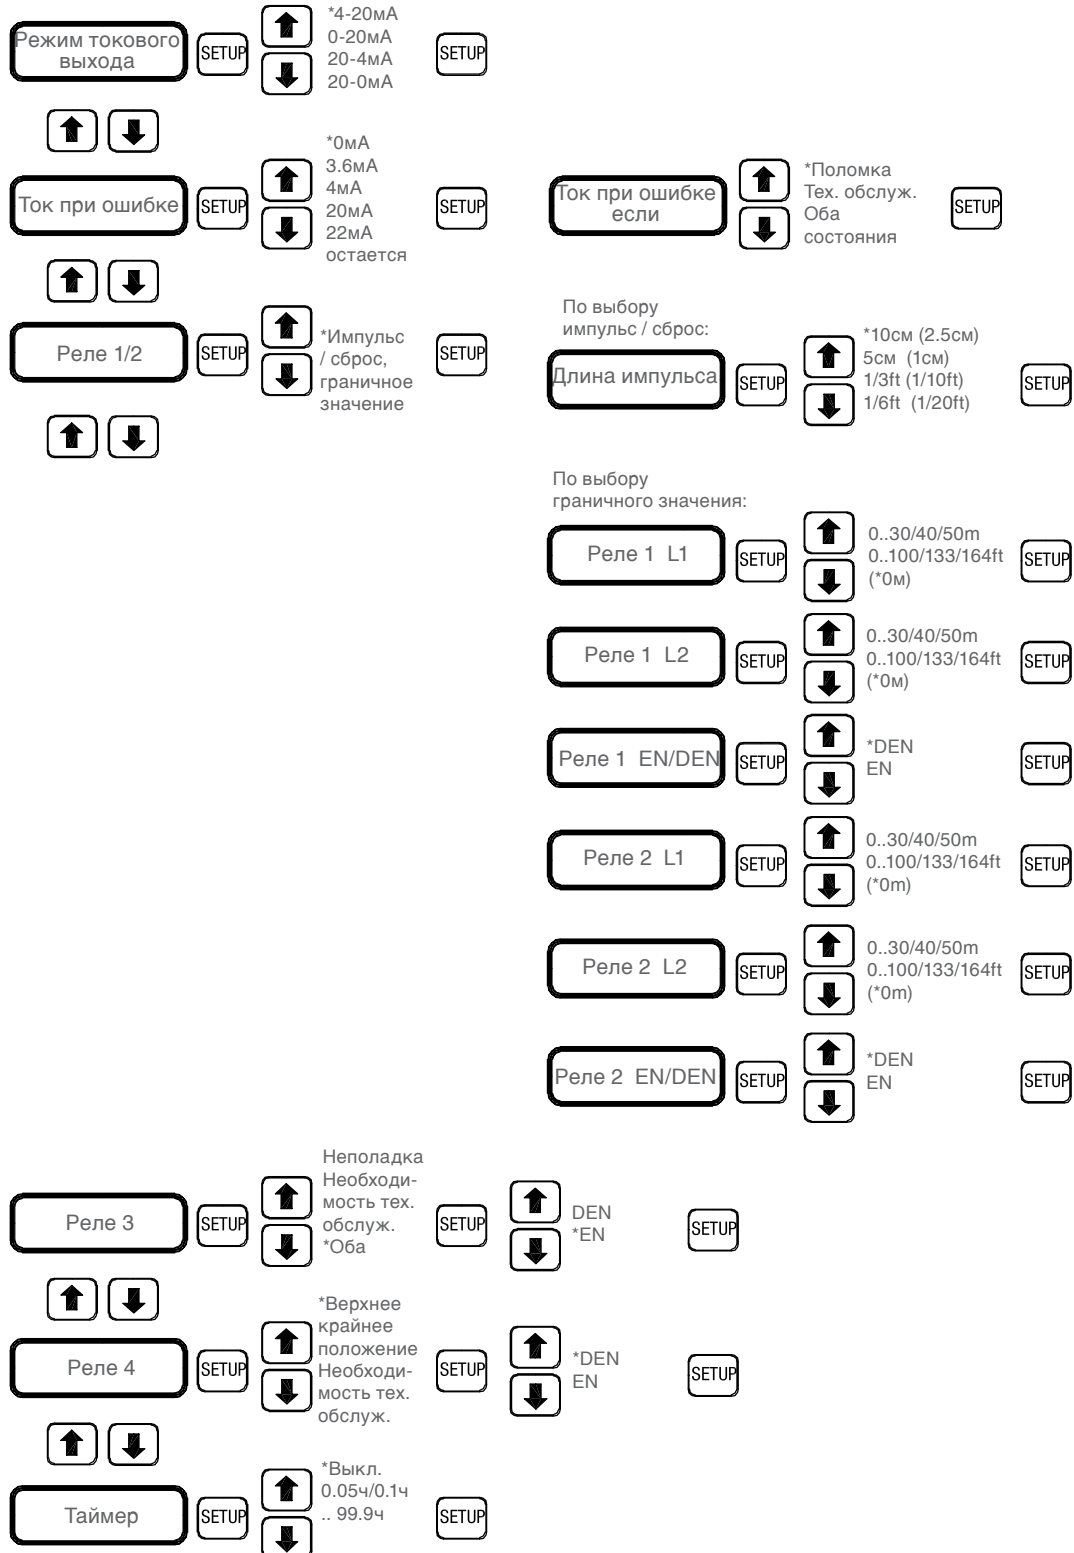 Режим токового
выхода
SETUP
*4-20мА
0-20мА
20-4мА
20-0мА
SETUP
Ток при ошибке
SETUP
*0мА
3.6мА
4мА
20мА
22мА
остается
SETUP
Ток при ошибке
если
*Поломка
Тех. обслуж.
Оба
состояния
SETUP
Реле 1/2
SETUP
*Импульс
/ сброс,
граничное
значение
SETUP
По выбору
импульс / сброс:
Длина импульса
SETUP
*10см (2.5см)
5см (1см)
1/3ft (1/10ft)
1/6ft (1/20ft)
SETUP
По выбору
граничного значения:
Реле 1 L1
SETUP
0..30/40/50m
0..100/133/164ft
(*0м)
SETUP
Реле 1 L2
SETUP
0..30/40/50m
0..100/133/164ft
(*0м)
SETUP
Реле 1 EN/DEN
SETUP
*DEN
EN
SETUP
Реле 2 L1
SETUP
0..30/40/50m
0..100/133/164ft
(*0m)
SETUP
Реле 2 L2
SETUP
0..30/40/50m
0..100/133/164ft
(*0m)
SETUP
Реле 2 EN/DEN
SETUP
*DEN
EN
SETUP
Реле 3
SETUP
Неполадка
Необходи-
мость тех.
обслуж.
*Оба
SETUP
DEN
*EN
SETUP
Реле 4
SETUP
*Верхнее
крайнее
положение
Необходи-
мость тех.
обслуж.
SETUP
*DEN
EN
SETUP
Таймер
SETUP
*Выкл.
0.05ч/0.1ч
.. 99.9ч
SETUP